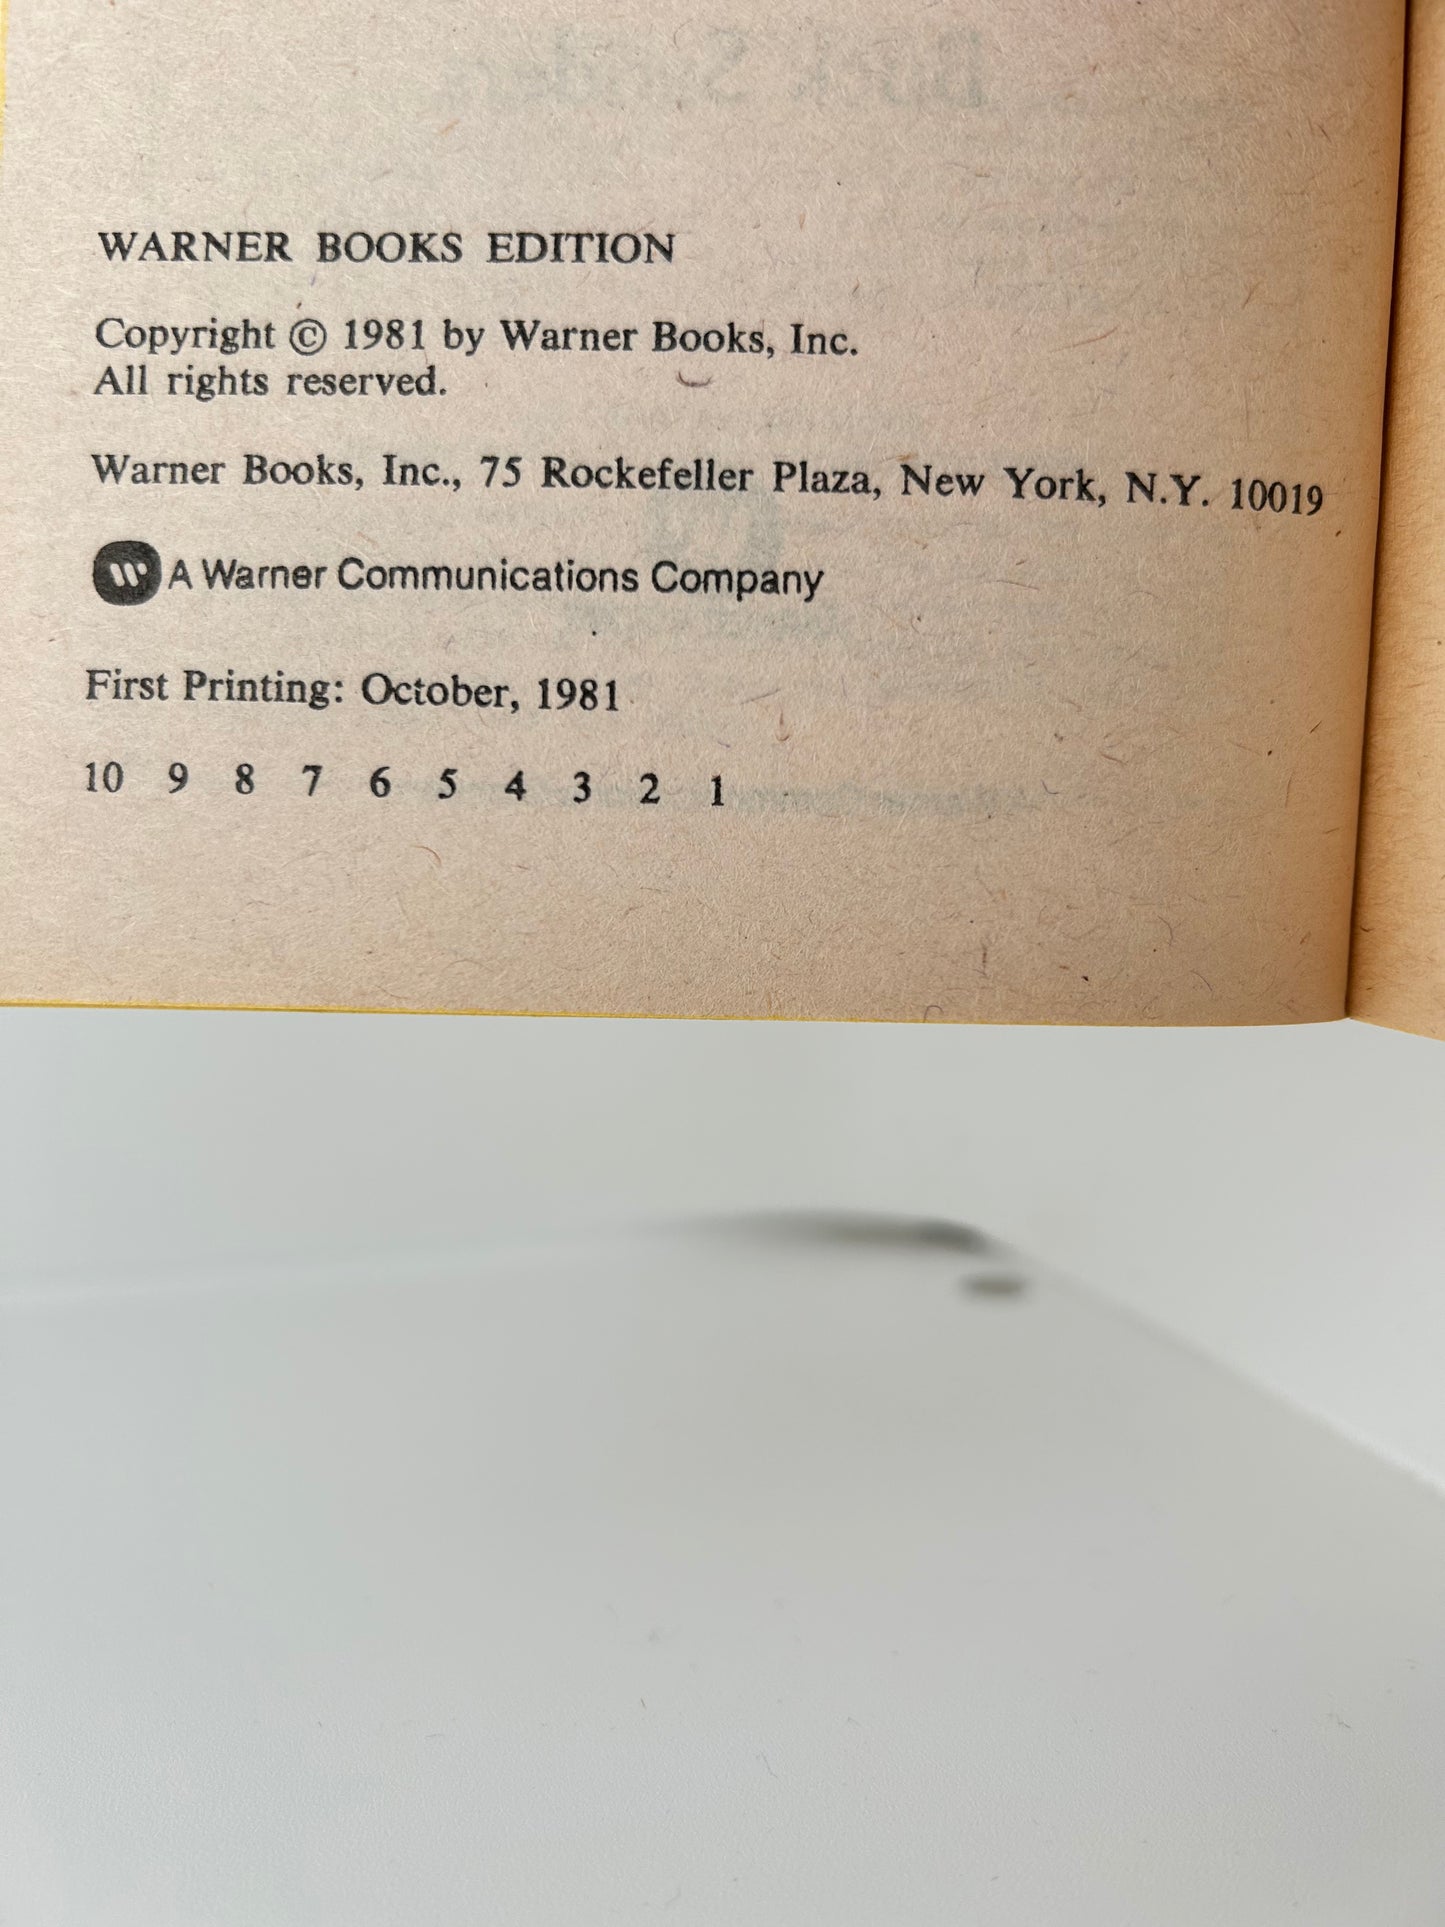 WARNER BOOKS EDITION
Copyright © 1981 by Warner Books, Inc.
All rights reserved.
Warner Books, Inc., 75 Rockefeller Plaza, New York, N.Y. 10019
A Warner Communications Company
First Printing: October, 1981
10 9 8 7 6 5 4 3 2 1